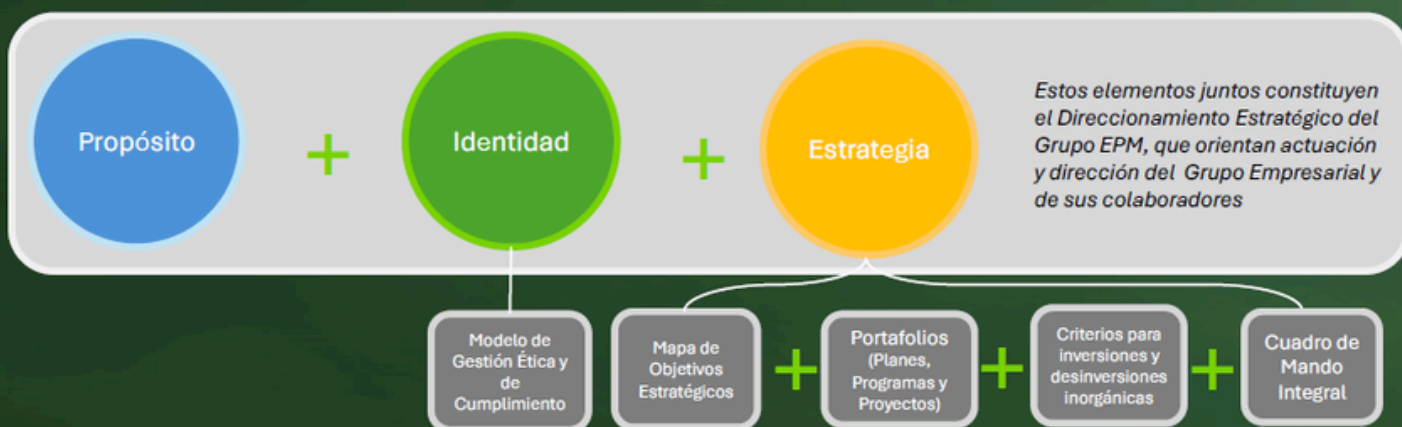 Propósito
+
Identidad
+
Estrategia
Estos elementos juntos constituyen
el Direccionamiento Estratégico del
Grupo EPM, que orientan actuación
y dirección del Grupo Empresarial y
de sus colaboradores
Modelo de
Gestión Ética y
de
Cumplimiento
Mapa de
Objetivos
Estratégicos
+
Portafolios
(Planes,
Programas y
Proyectos)
+
Criterios para
inversiones y
desinversiones
inorgánicas
+
Cuadro de
Mando
Integral